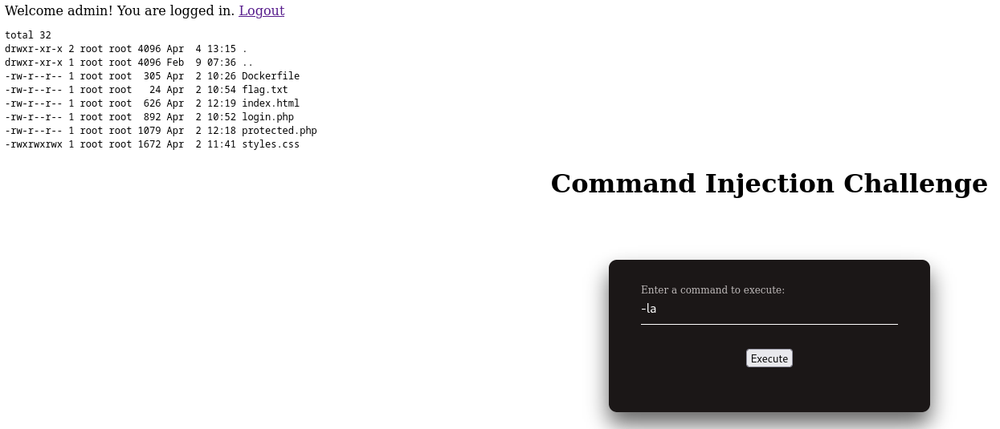 Welcome admin! You are logged in. Logout
total 32
drwxr-xr-x 2 root root 4096 Apr  4 13:15 .
drwxr-xr-x 1 root root 4096 Feb  9 07:36 ..
-rw-r--r-- 1 root root  305 Apr  2 10:26 Dockerfile
-rw-r--r-- 1 root root   24 Apr  2 10:54 flag.txt
-rw-r--r-- 1 root root  626 Apr  2 12:19 index.html
-rw-r--r-- 1 root root  892 Apr  2 10:52 login.php
-rw-r--r-- 1 root root 1079 Apr  2 12:18 protected.php
-rwxrwxrwx 1 root root 1672 Apr  2 11:41 styles.css
Command Injection Challenge
Enter a command to execute:
-la
Execute